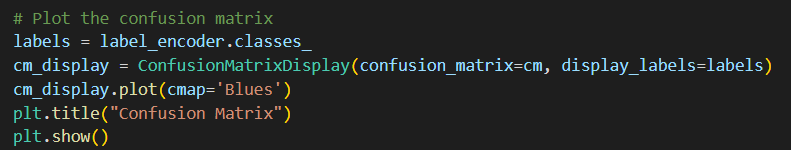 # Plot the confusion matrix
labels = label_encoder.classes_
cm_display = ConfusionMatrixDisplay(confusion_matrix=cm, display_labels=labels)
cm_display.plot(cmap='Blues')
plt.title("Confusion Matrix")
plt.show()